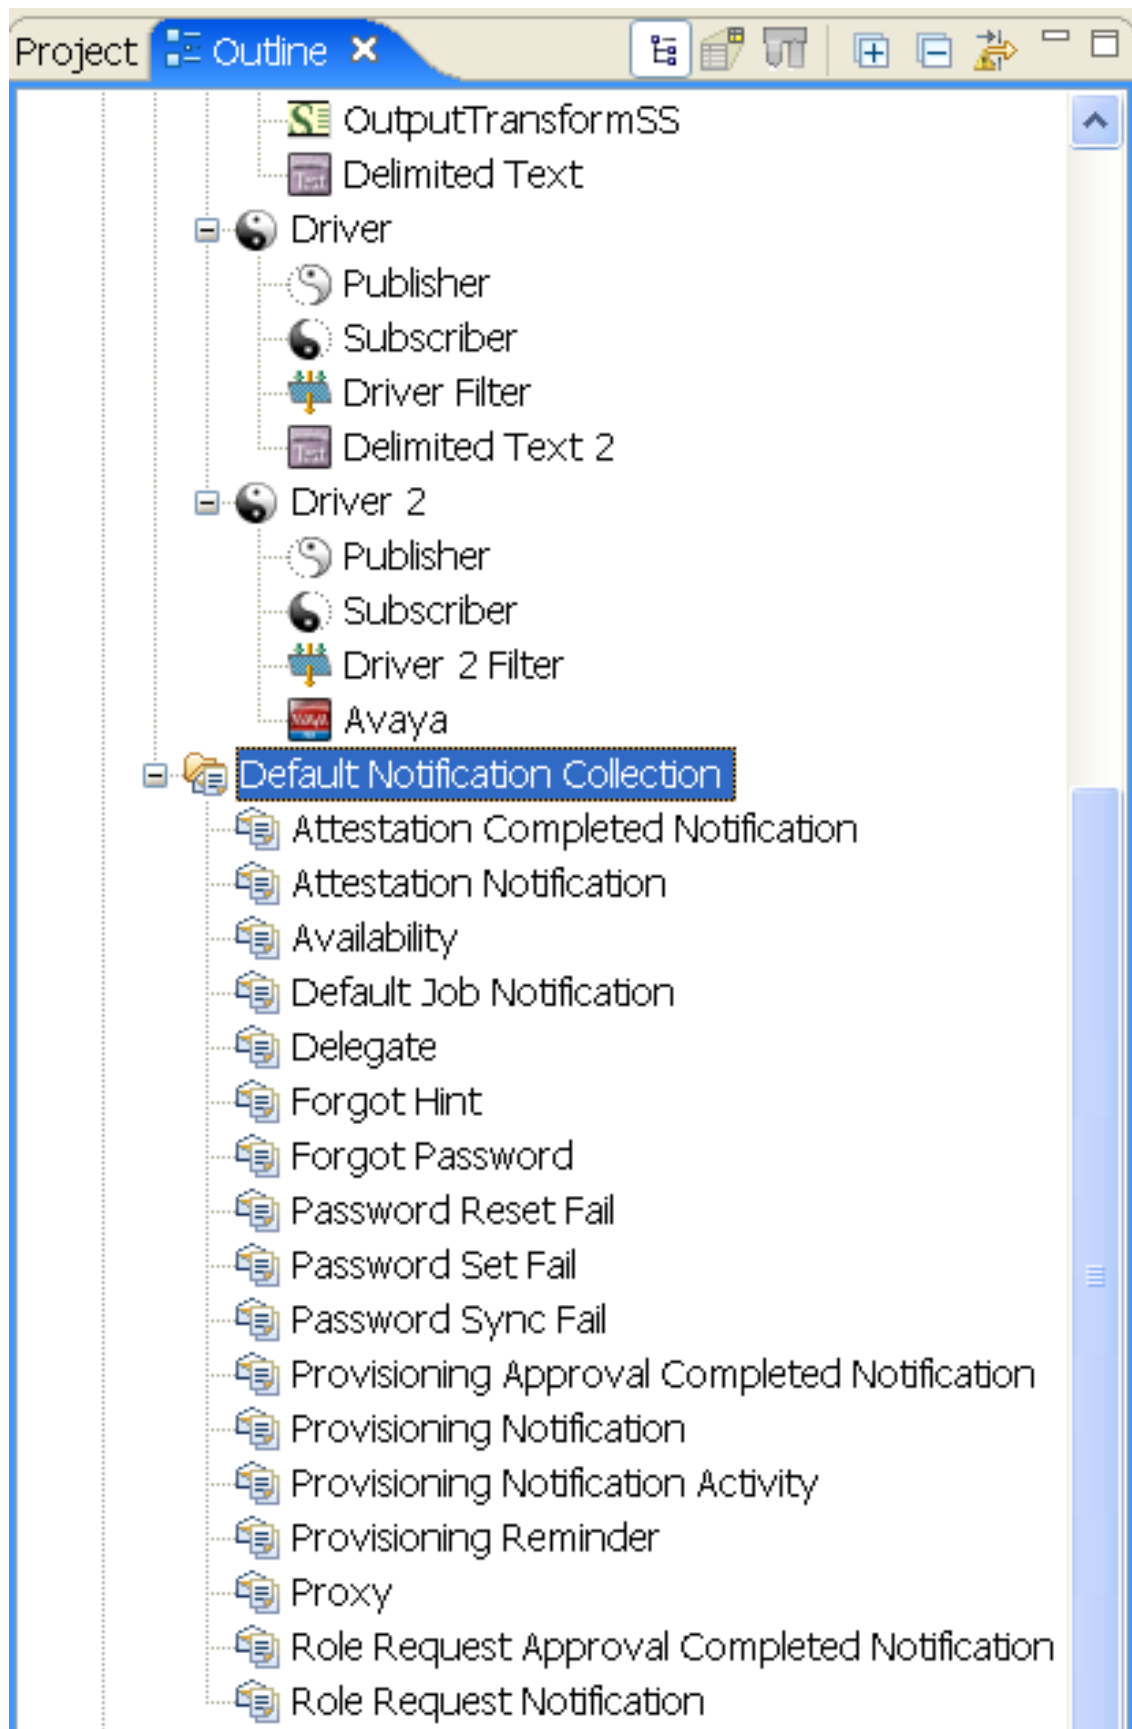 Project Outline
OutputTransformSS
Delimited Text
Driver
Publisher
Subscriber
Driver Filter
Delimited Text 2
Driver 2
Publisher
Subscriber
Driver 2 Filter
Avaya
Default Notification Collection
Attestation Completed Notification
Attestation Notification
Availability
Default Job Notification
Delegate
Forgot Hint
Forgot Password
Password Reset Fail
Password Set Fail
Password Sync Fail
Provisioning Approval Completed Notification
Provisioning Notification
Provisioning Notification Activity
Provisioning Reminder
Proxy
Role Request Approval Completed Notification
Role Request Notification